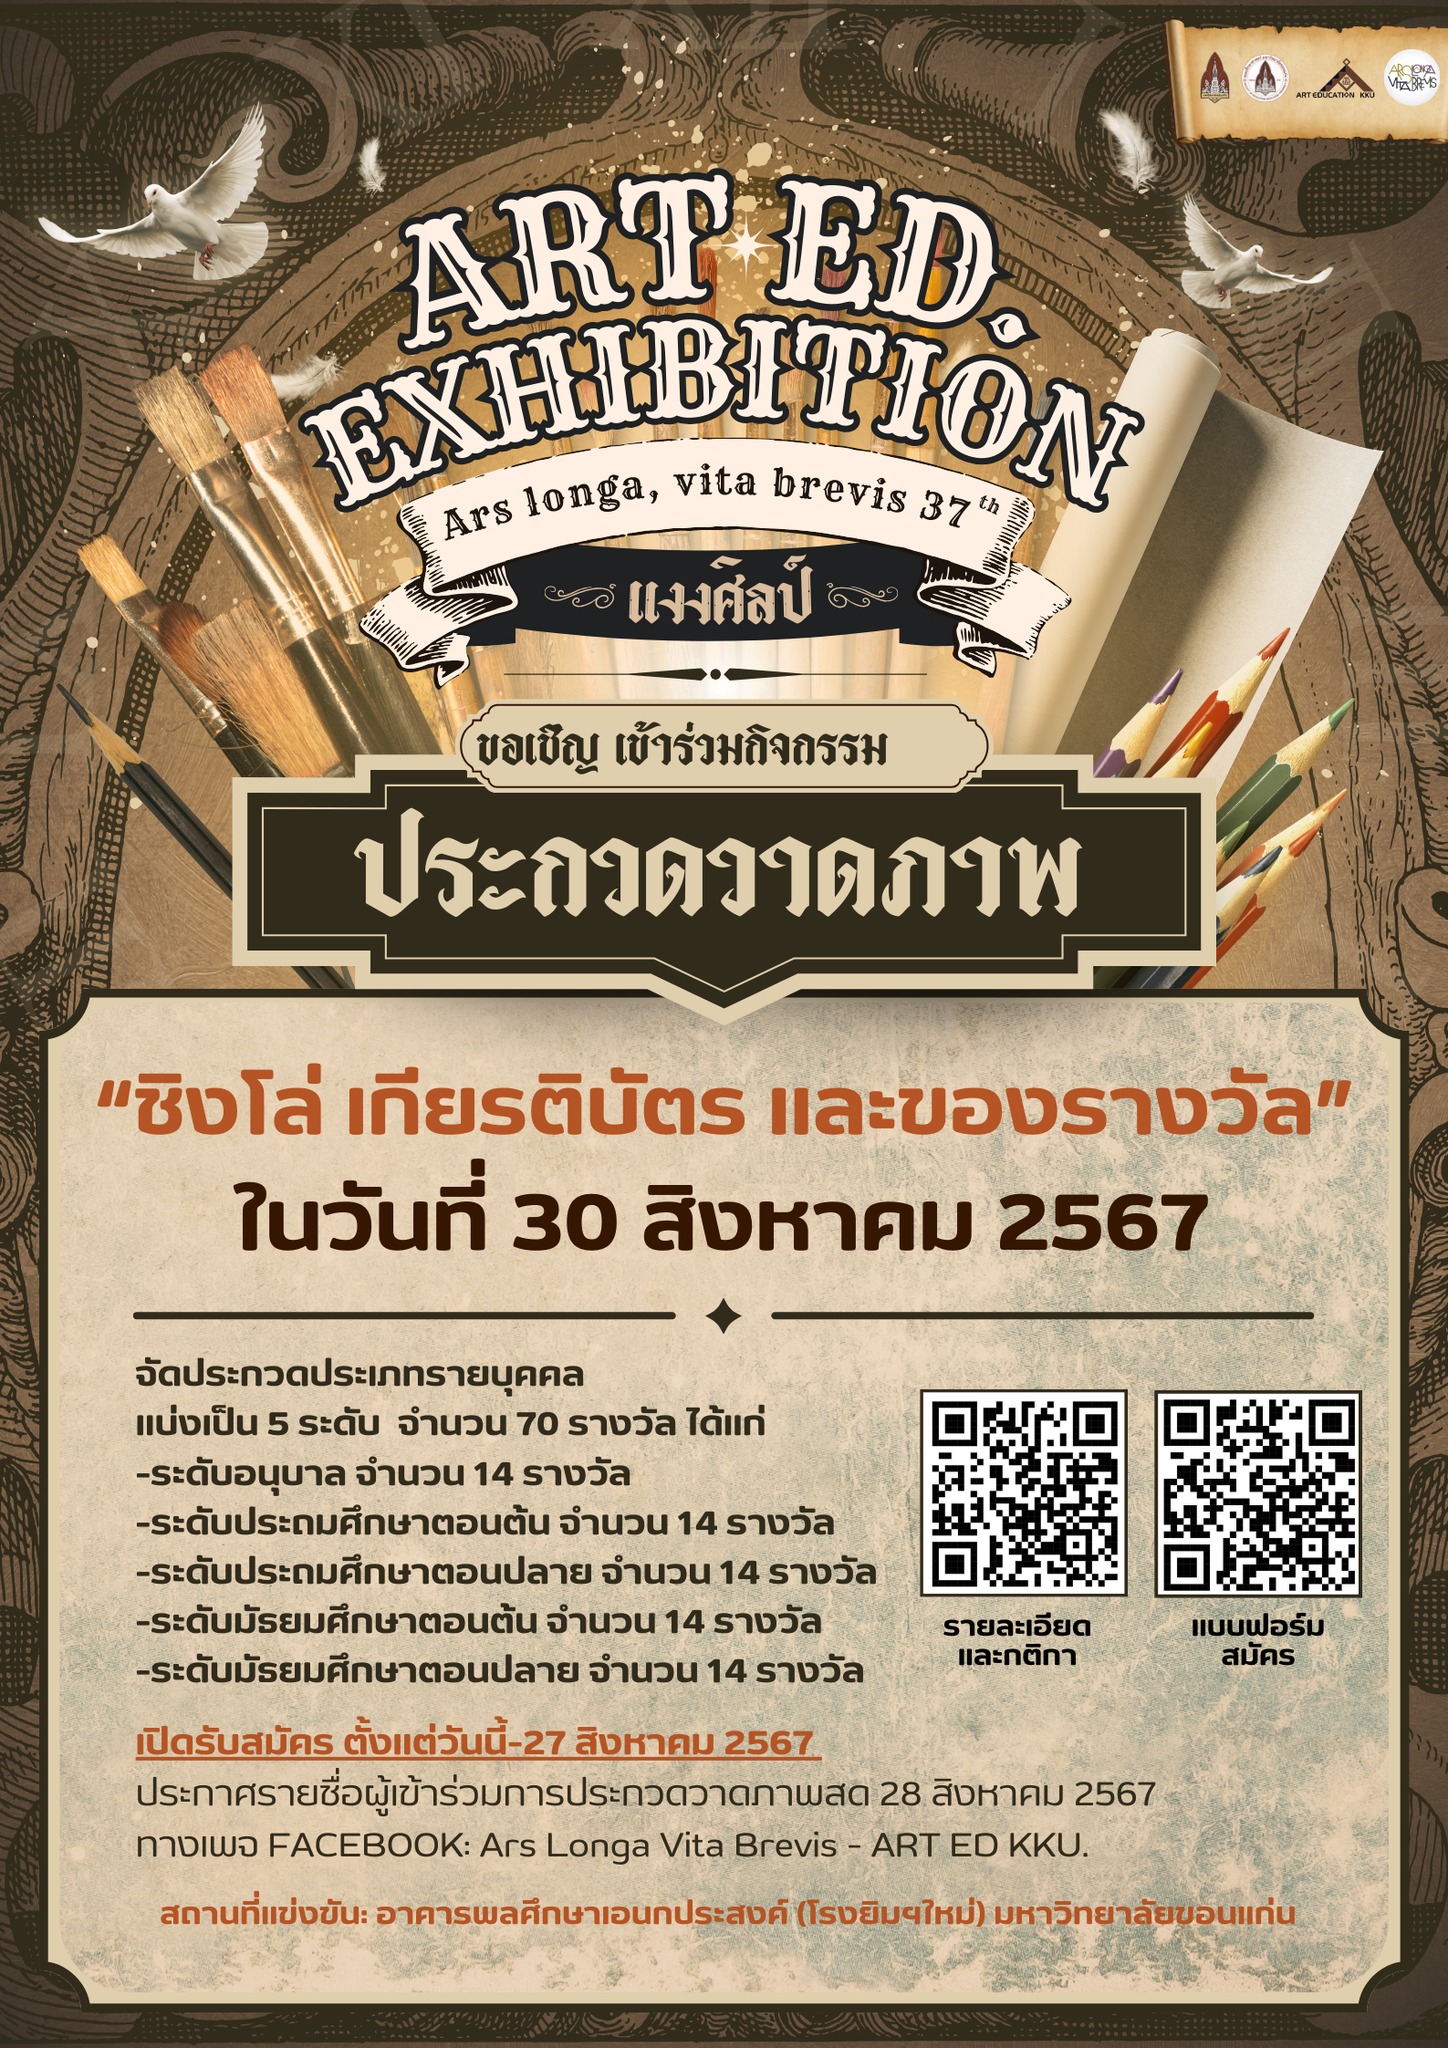 ART EDUCATION KKU
ARS LONGA
VITA BREVIS
ART ED.
EXHIBITION
Ars longa, vita brevis 37th
แงงศิลป์
ขอเชิญ เข้าร่วมกิจกรรม
ประกวดวาดภาพ
“ชิงโล่ เกียรติบัตร และของรางวัล”
ในวันที่ 30 สิงหาคม 2567
จัดประกวดประเภทรายบุคคล
แบ่งเป็น 5 ระดับ จำนวน 70 รางวัล ได้แก่
-ระดับอนุบาล จำนวน 14 รางวัล
-ระดับประถมศึกษาตอนต้น จำนวน 14 รางวัล
-ระดับประถมศึกษาตอนปลาย จำนวน 14 รางวัล
-ระดับมัธยมศึกษาตอนต้น จำนวน 14 รางวัล
-ระดับมัธยมศึกษาตอนปลาย จำนวน 14 รางวัล
รายละเอียด
และกติกา
แบบฟอร์ม
สมัคร
เปิดรับสมัคร ตั้งแต่วันนี้-27 สิงหาคม 2567
ประกาศรายชื่อผู้เข้าร่วมการประกวดวาดภาพสด 28 สิงหาคม 2567
ทางเพจ FACEBOOK: Ars Longa Vita Brevis - ART ED KKU.
สถานที่แข่งขัน: อาคารพลศึกษาเอนกประสงค์ (โรงยิมฯใหม่) มหาวิทยาลัยขอนแก่น